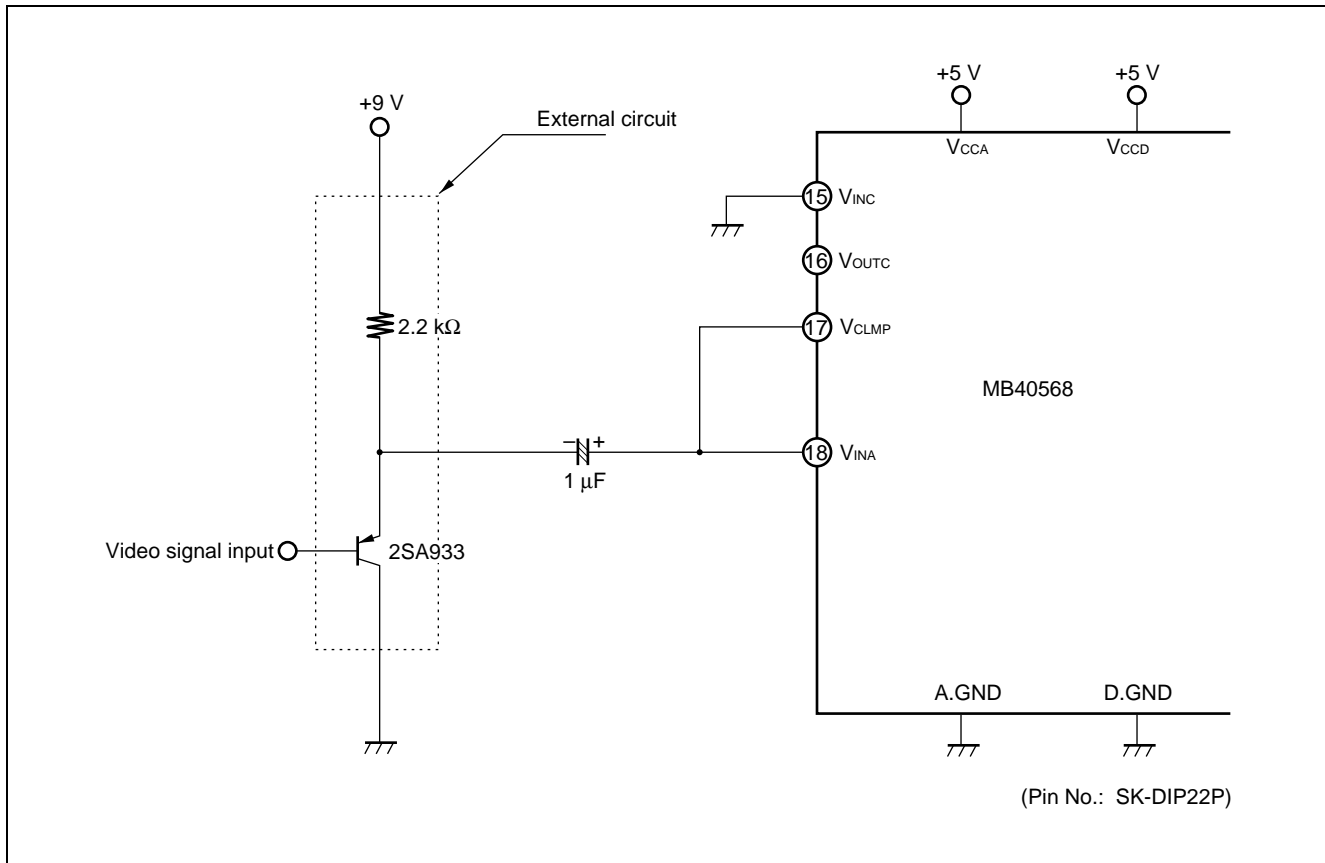 +5 V
+5 V
+9 V
External circuit
VCCA
VCCD
15
VINC
16
VOUTC
2.2 kΩ
17
VCLMP
MB40568
18
VINA
– +
1 μF
Video signal input
2SA933
A.GND
D.GND
(Pin No.: SK-DIP22P)